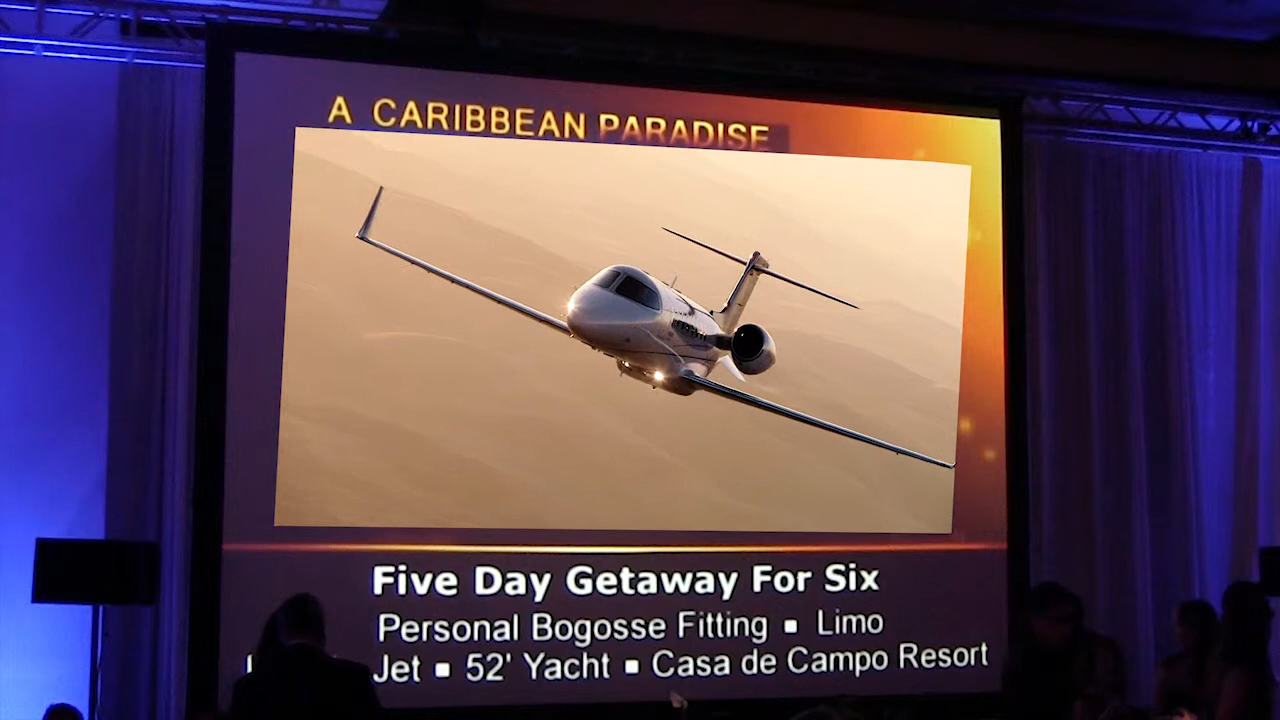 A CARIBBEAN PARADISE
Five Day Getaway For Six
Personal Bogosse Fitting ▪ Limo
Jet ▪ 52' Yacht ▪ Casa de Campo Resort